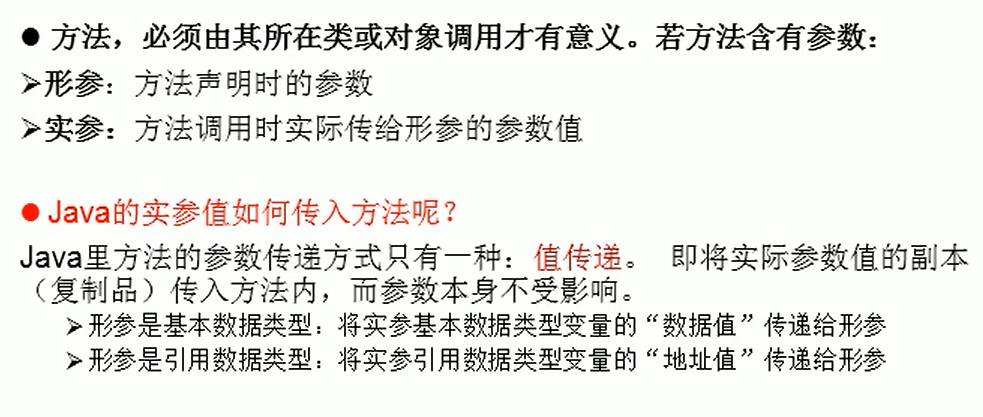 ● 方法，必须由其所在类或对象调用才有意义。若方法含有参数：
➢形参：方法声明时的参数
➢实参：方法调用时实际传给形参的参数值
● Java的实参值如何传入方法呢？
Java里方法的参数传递方式只有一种：值传递。 即将实际参数值的副本
（复制品）传入方法内，而参数本身不受影响。
➢形参是基本数据类型：将实参基本数据类型变量的“数据值”传递给形参
➢形参是引用数据类型：将实参引用数据类型变量的“地址值”传递给形参